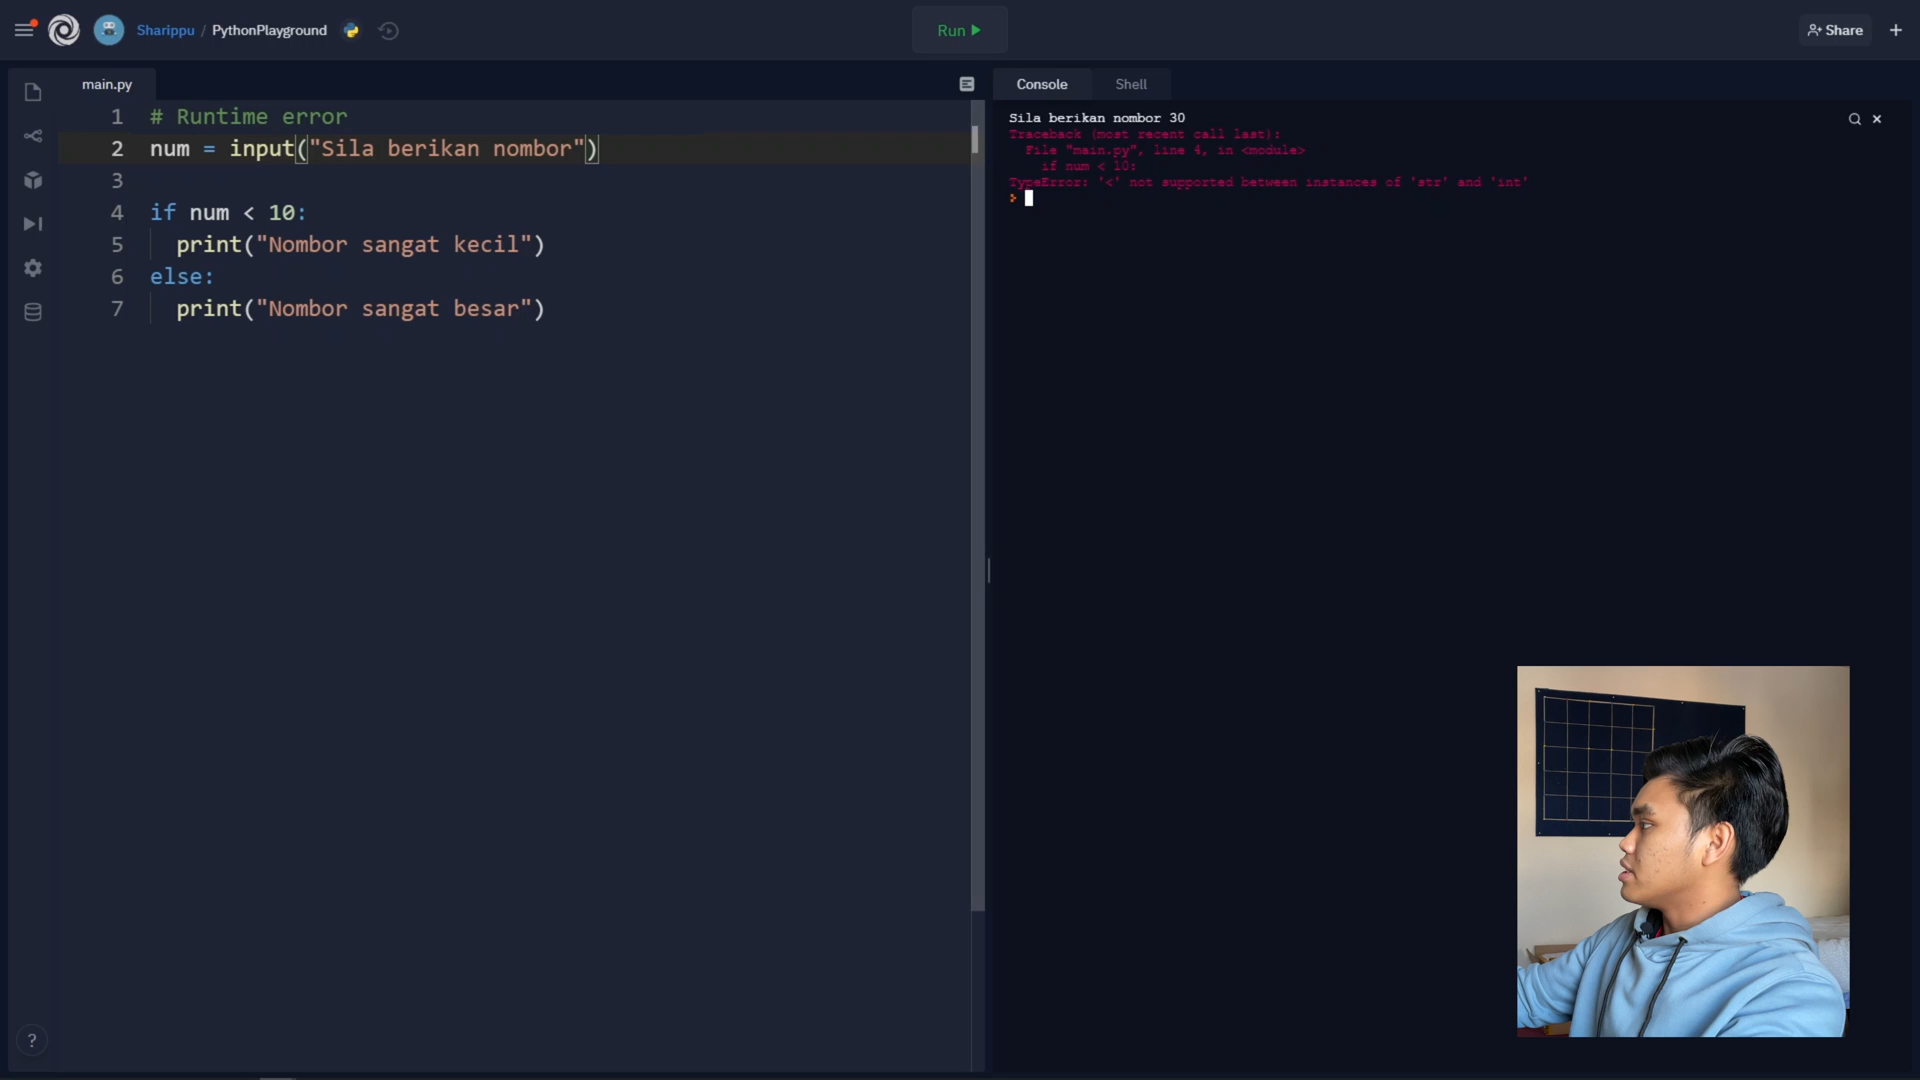 Sharippu / PythonPlayground
Run
Share
main.py
1 # Runtime error
2 num = input("Sila berikan nombor")
3
4 if num < 10:
5 print("Nombor sangat kecil")
6 else:
7 print("Nombor sangat besar")
Console Shell
Sila berikan nombor 30
Traceback (most recent call last):
File "main.py", line 4, in <module>
if num < 10:
TypeError: '<' not supported between instances of 'str' and 'int'